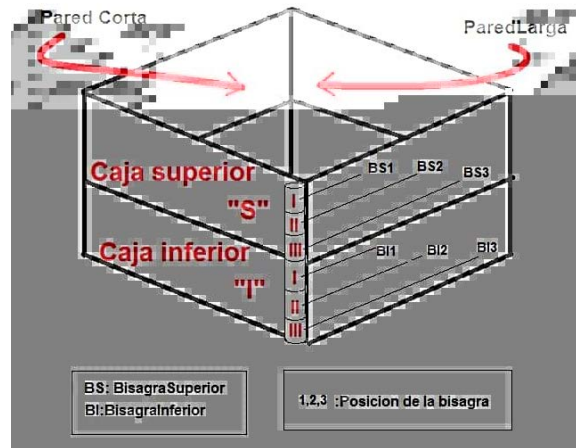 Pared Corta
ParedLarga
Caja superior
"S"
BS1
BS2
BS3
I
II
III
Caja inferior
"I"
BI1
BI2
BI3
I
II
III
BS: BisagraSuperior
BI:BisagraInferior
1,2,3 :Posicion de la bisagra